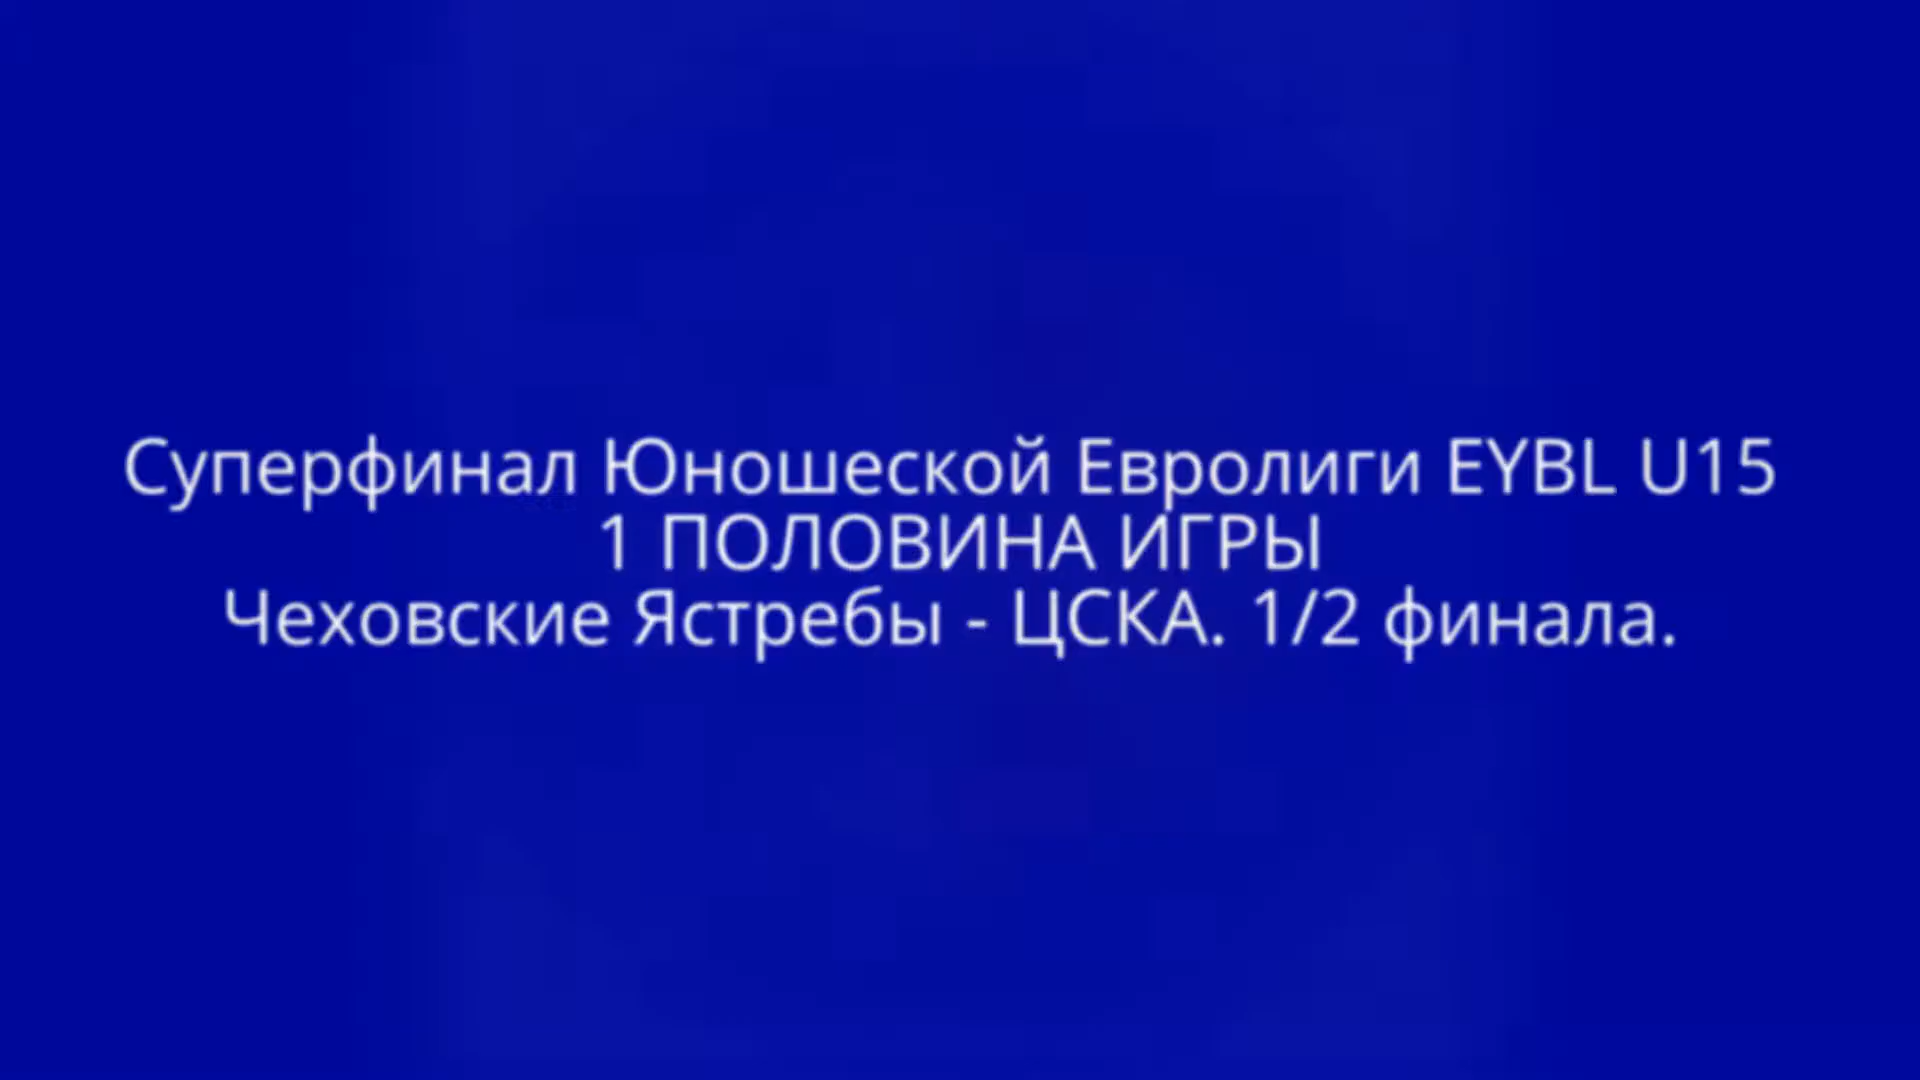 Суперфинал Юношеской Евролиги EYBL U15
1 ПОЛОВИНА ИГРЫ
Чеховские Ястребы - ЦСКА. 1/2 финала.